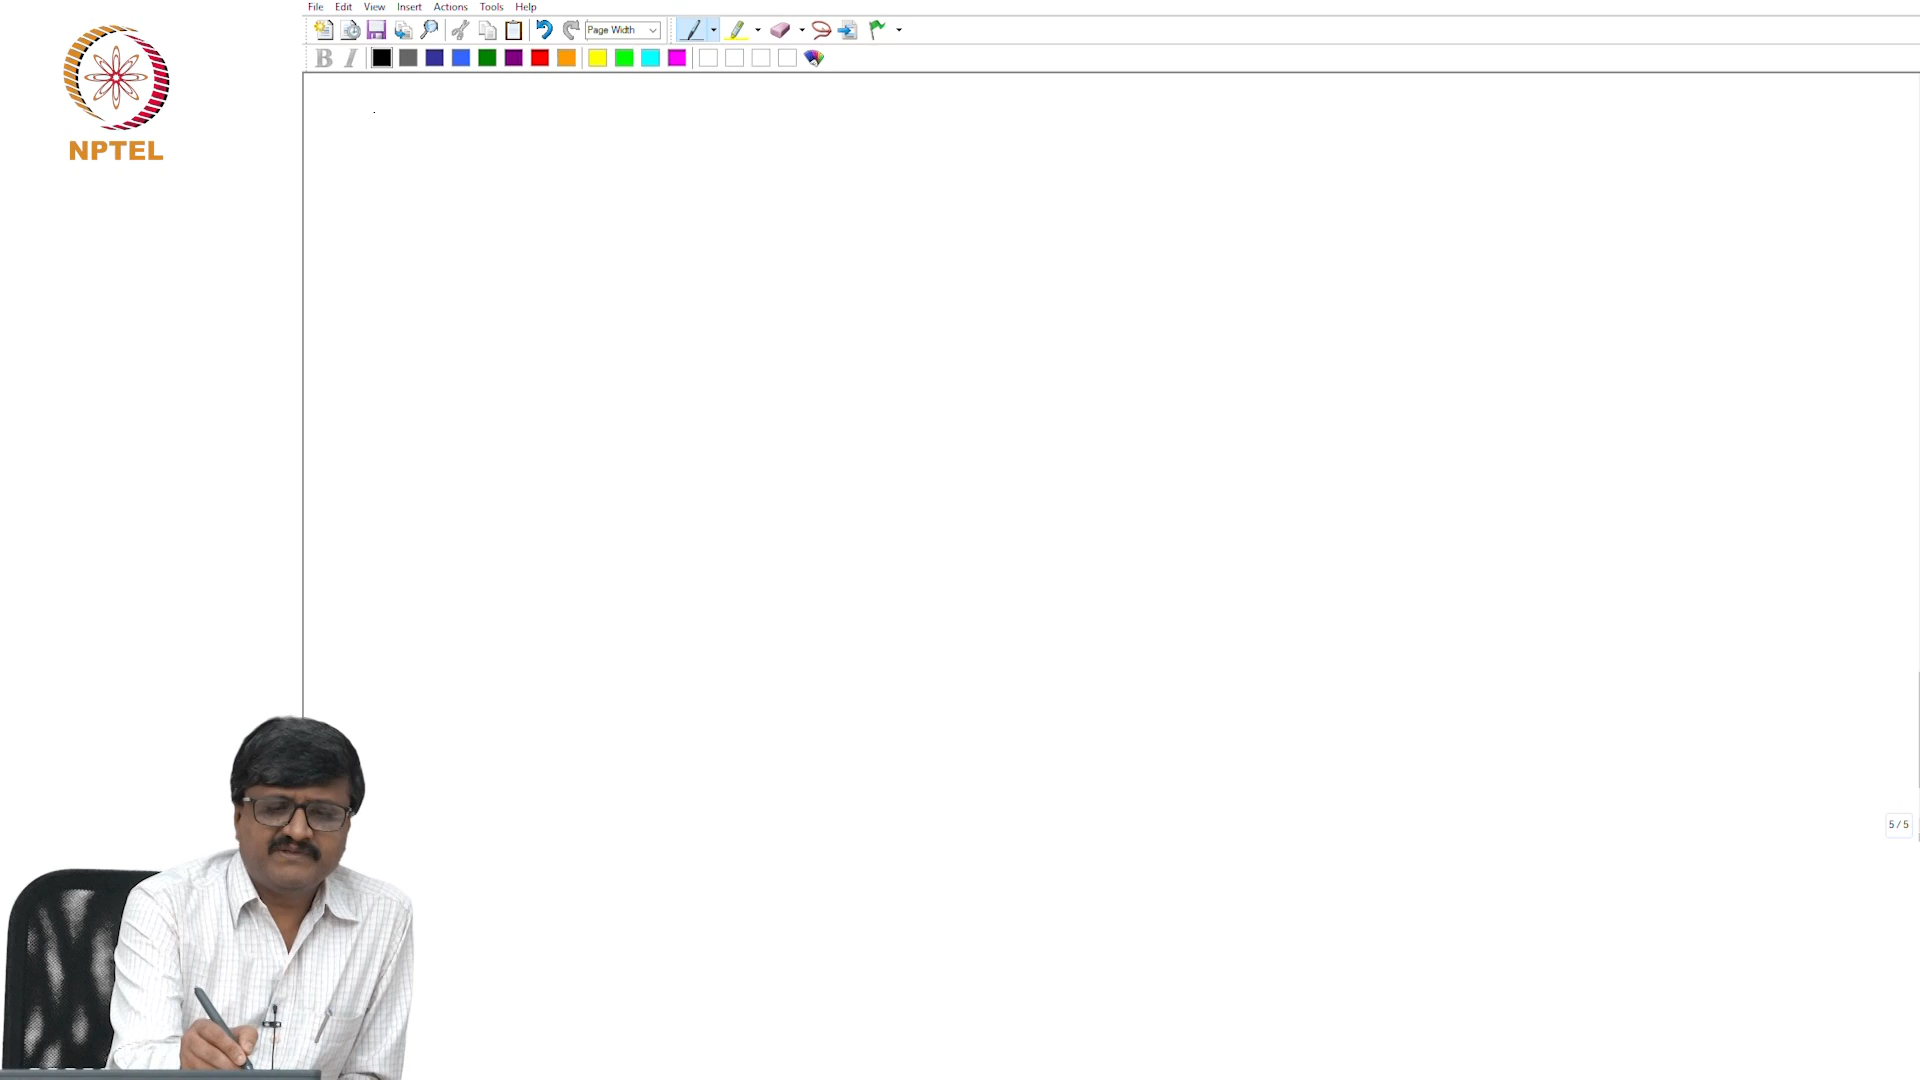 File Edit View Insert Actions Tools Help
Page Width
B I
NPTEL
5 / 5